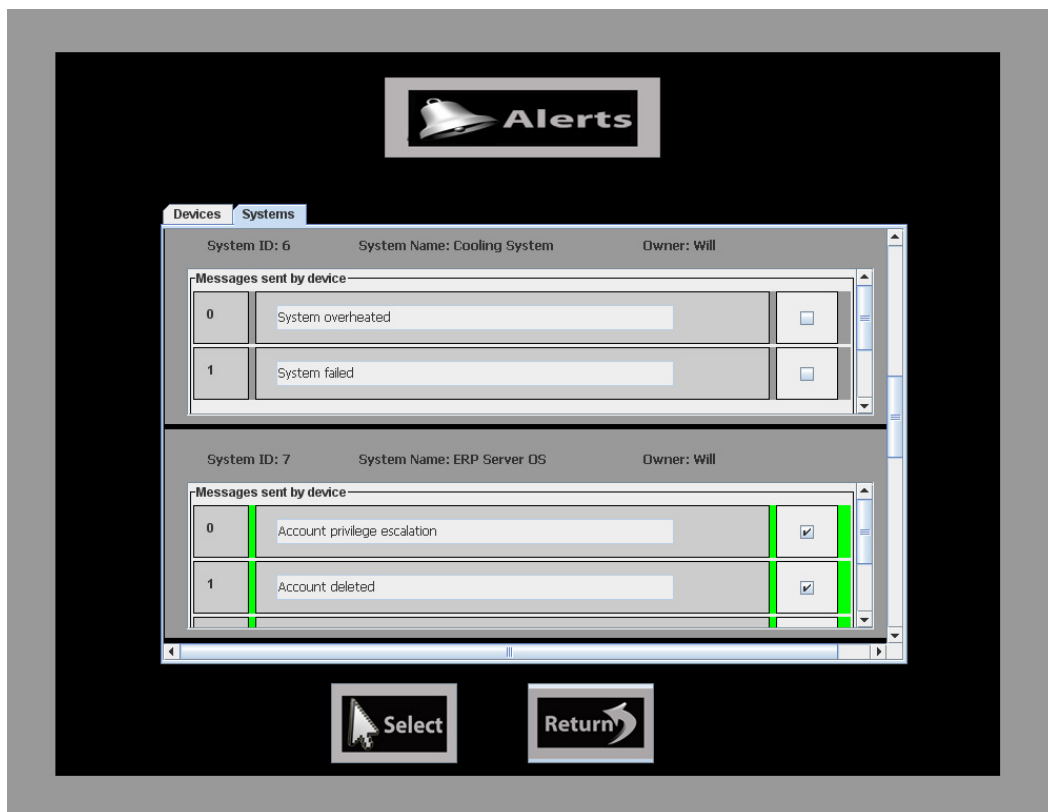 Alerts
Devices Systems
System ID: 6 System Name: Cooling System Owner: Will
Messages sent by device
0 System overheated
1 System failed
System ID: 7 System Name: ERP Server OS Owner: Will
Messages sent by device
0 Account privilege escalation
1 Account deleted
Select Return